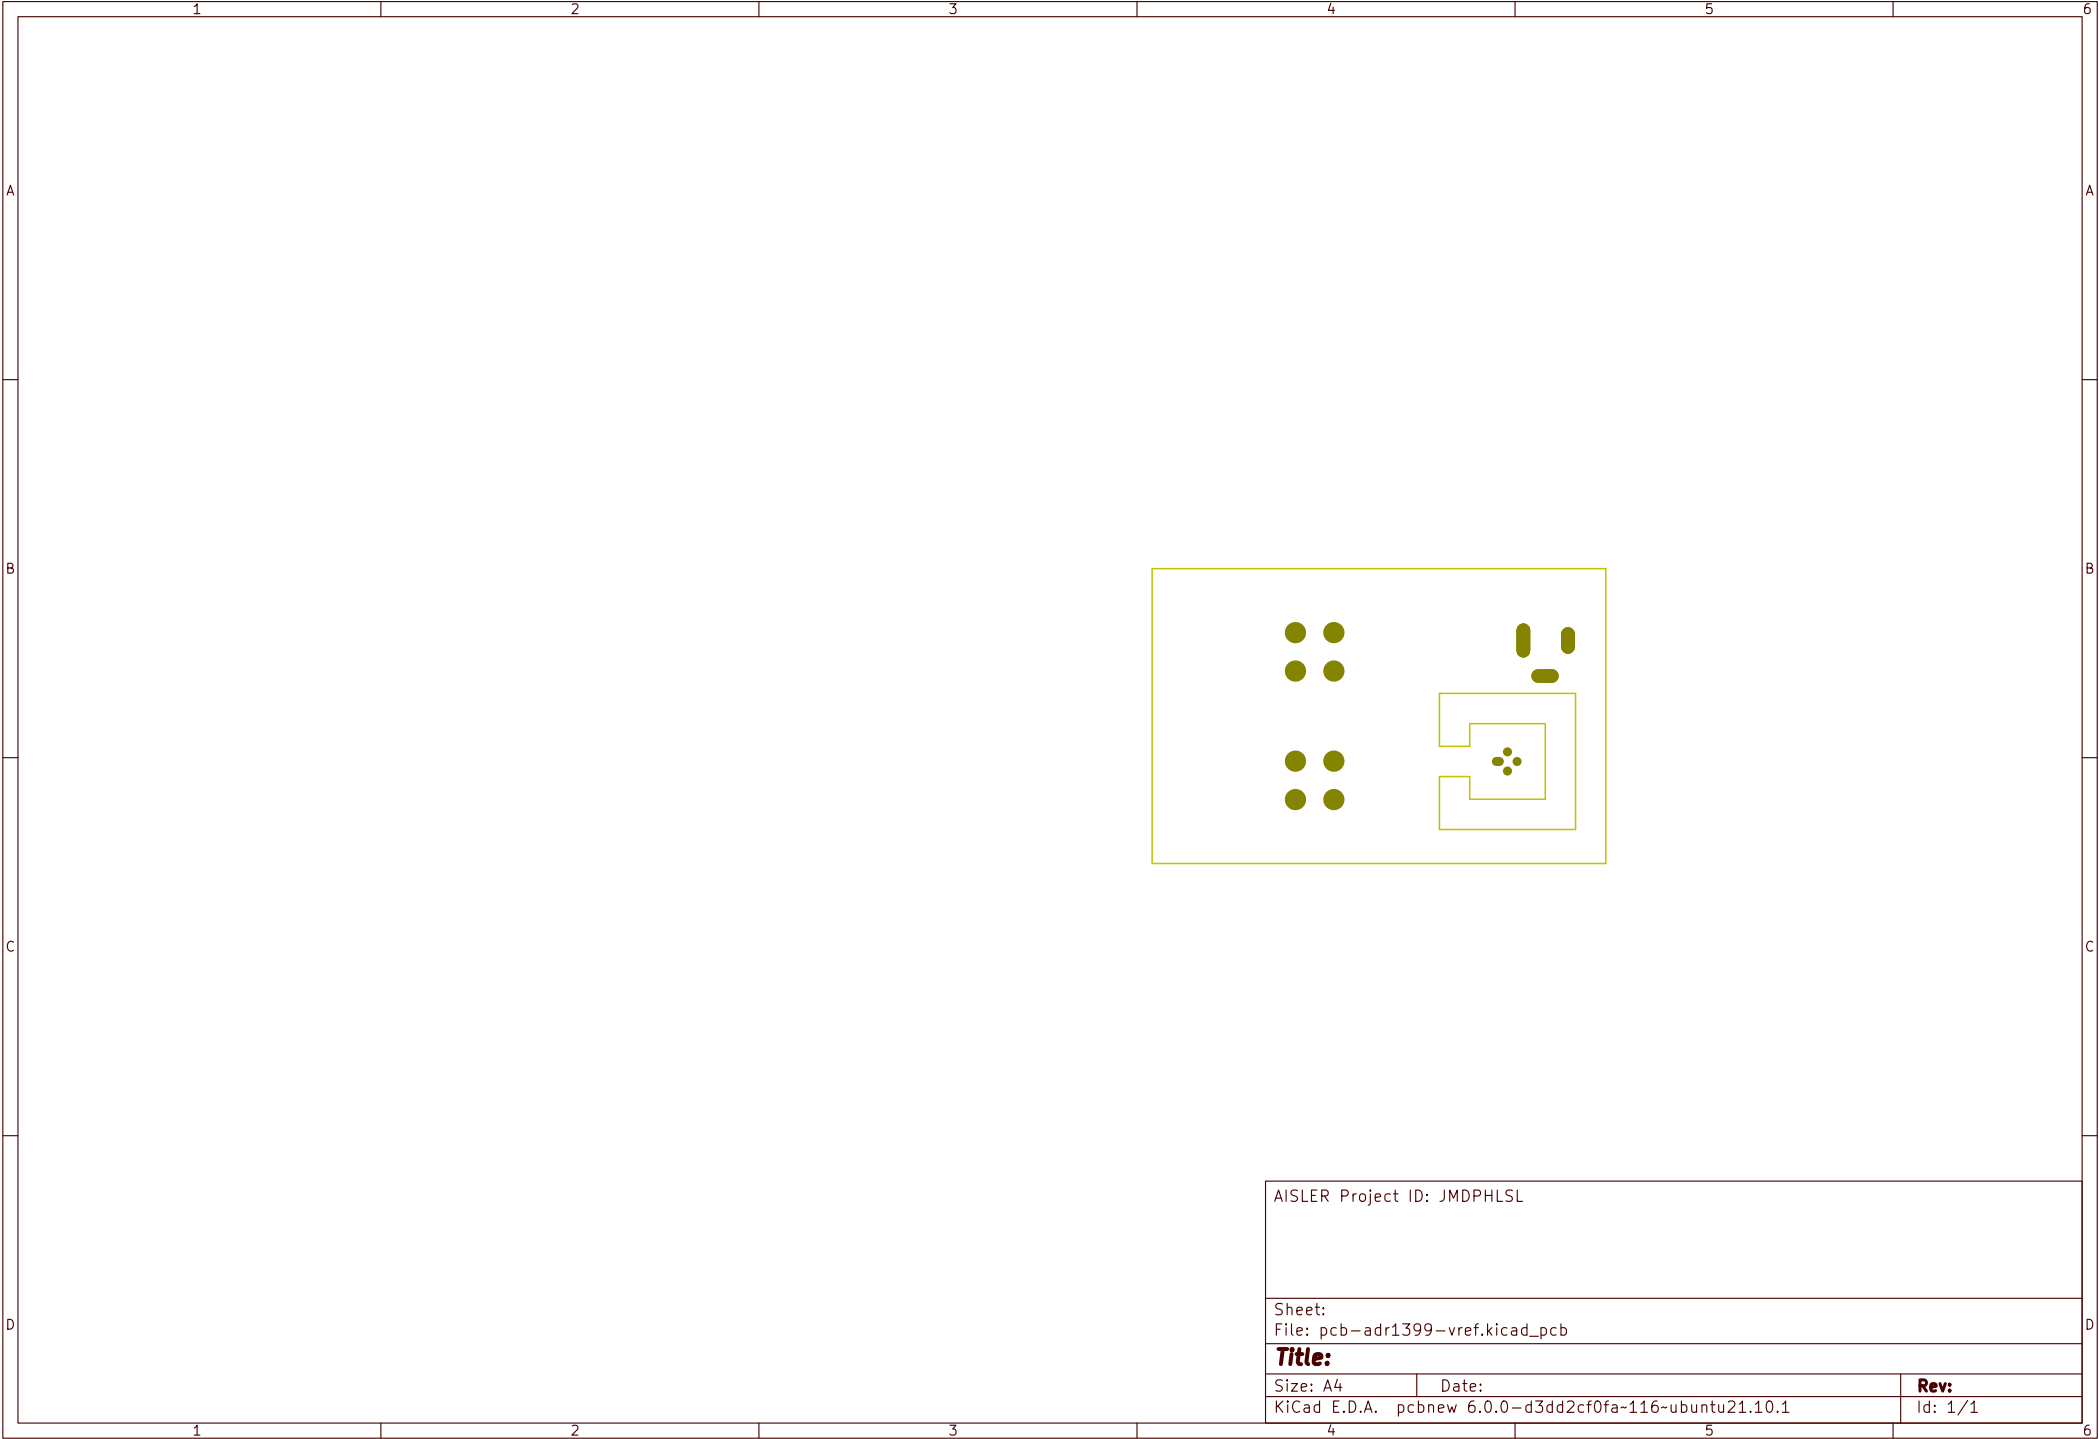 1 2 3 4 5 6
A A
B B
C C
AISLER Project ID: JMDPHLSL
Sheet:
File: pcb-adr1399-vref.kicad_pcb
D D
Title:
Size: A4 Date: Rev:
KiCad E.D.A. pcbnew 6.0.0-d3dd2cf0fa~116~ubuntu21.10.1 Id: 1/1
1 2 3 4 5 6